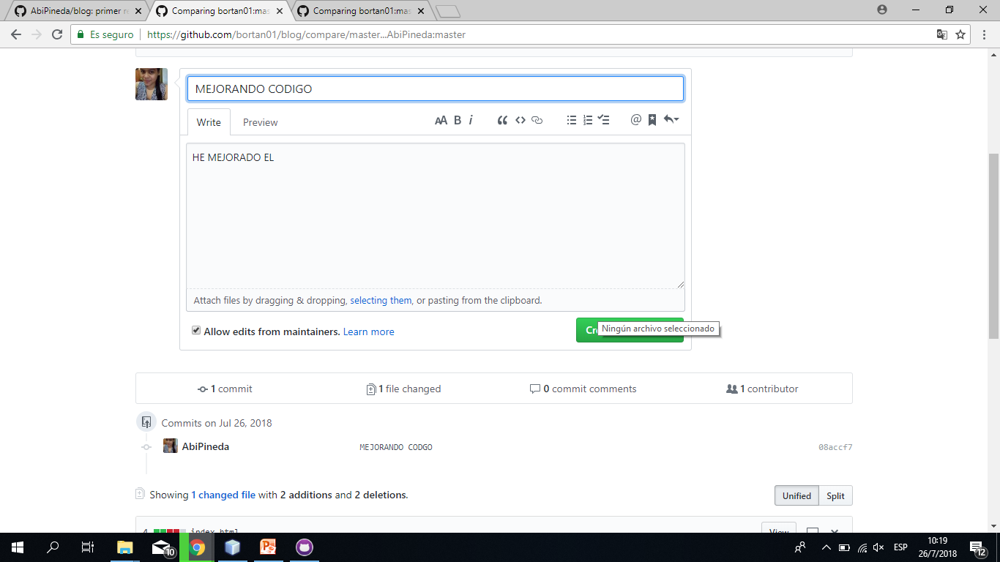 AbiPineda/blog: primer re
Comparing bortan01:mas
Comparing bortan01:mas
Es seguro
https://github.com/bortan01/blog/compare/master...AbiPineda:master
MEJORANDO CODIGO
Write
Preview
AA B i
HE MEJORADO EL
Attach files by dragging & dropping, selecting them, or pasting from the clipboard.
Allow edits from maintainers. Learn more
Ningún archivo seleccionado
1 commit
1 file changed
0 commit comments
1 contributor
Commits on Jul 26, 2018
AbiPineda
MEJORANDO CODGO
08accf7
Showing 1 changed file with 2 additions and 2 deletions.
Unified
Split
4
index.html
View
10
ESP
10:19
26/7/2018
12